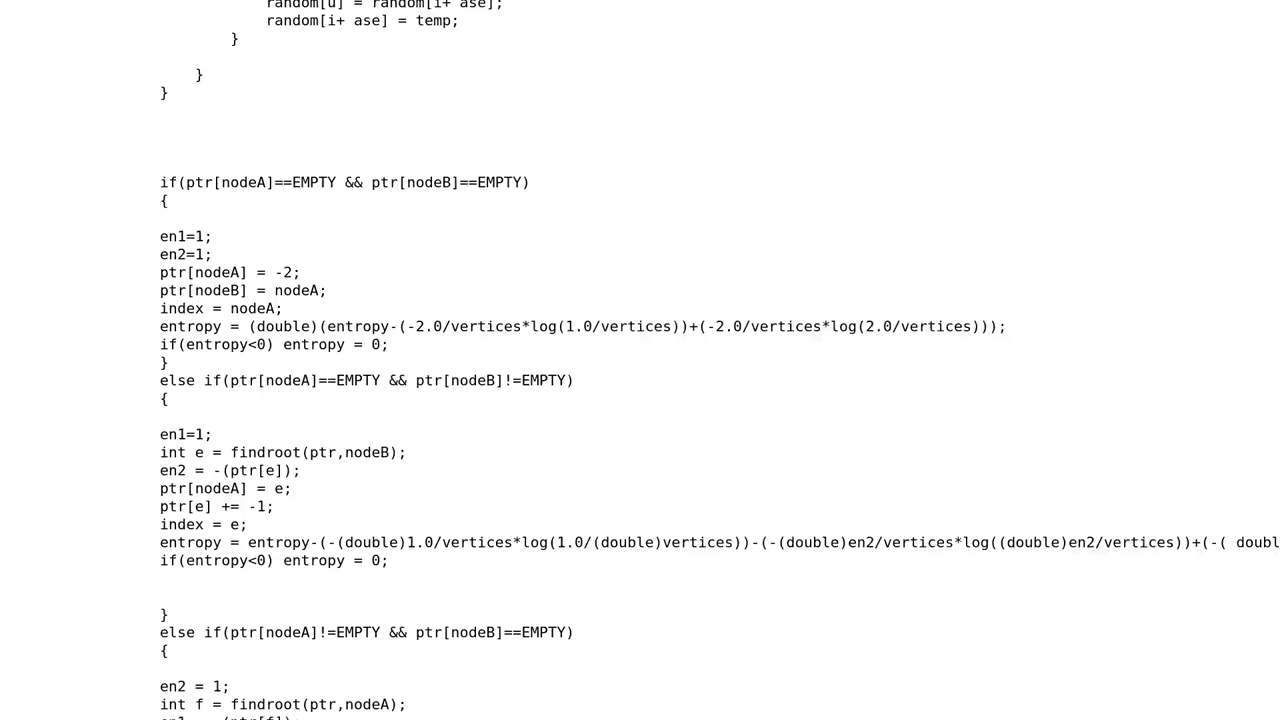 random[u] = random[i+ ase];
random[i+ ase] = temp;
}
}
}
if(ptr[nodeA]==EMPTY && ptr[nodeB]==EMPTY)
{
en1=1;
en2=1;
ptr[nodeA] = -2;
ptr[nodeB] = nodeA;
index = nodeA;
entropy = (double)(entropy-(-2.0/vertices*log(1.0/vertices))+(-2.0/vertices*log(2.0/vertices)));
if(entropy<0) entropy = 0;
}
else if(ptr[nodeA]==EMPTY && ptr[nodeB]!=EMPTY)
{
en1=1;
int e = findroot(ptr,nodeB);
en2 = -(ptr[e]);
ptr[nodeA] = e;
ptr[e] += -1;
index = e;
entropy = entropy-(-(double)1.0/vertices*log(1.0/(double)vertices))-(-(double)en2/vertices*log((double)en2/vertices))+(-( doubl
if(entropy<0) entropy = 0;
}
else if(ptr[nodeA]!=EMPTY && ptr[nodeB]==EMPTY)
{
en2 = 1;
int f = findroot(ptr,nodeA);